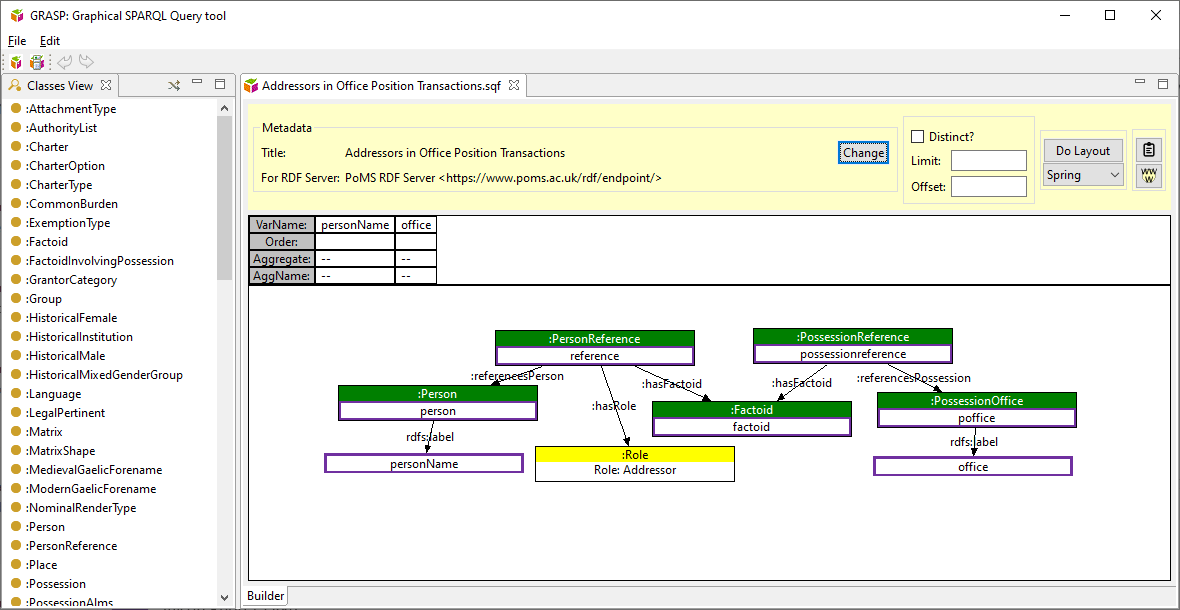 GRASP: Graphical SPARQL Query tool
File Edit
Classes View
:AttachmentType
:AuthorityList
:Charter
:CharterOption
:CharterType
:CommonBurden
:ExemptionType
:Factoid
:FactoidInvolvingPossession
:GrantorCategory
:Group
:HistoricalFemale
:HistoricalInstitution
:HistoricalMale
:HistoricalMixedGenderGroup
:Language
:LegalPertinent
:Matrix
:MatrixShape
:MedievalGaelicForename
:ModernGaelicForename
:NominalRenderType
:Person
:PersonReference
:Place
:Possession
:PossessionAlms
Addressors in Office Position Transactions.sqf
Metadata
Title: Addressors in Office Position Transactions
Change
For RDF Server: PoMS RDF Server <https://www.poms.ac.uk/rdf/endpoint/>
Distinct?
Limit:
Offset:
Do Layout
Spring
WW
W
VarName: personName office
Order:
Aggregate: -- --
AggName: -- --
:PersonReference
reference
:PossessionReference
possessionreference
:referencesPerson
:hasRole
:hasFactoid
:hasFactoid
:referencesPossession
:Person
person
:Factoid
factoid
:PossessionOffice
poffice
rdfs:label
rdfs:label
personName
:Role
Role: Addressor
office
Builder